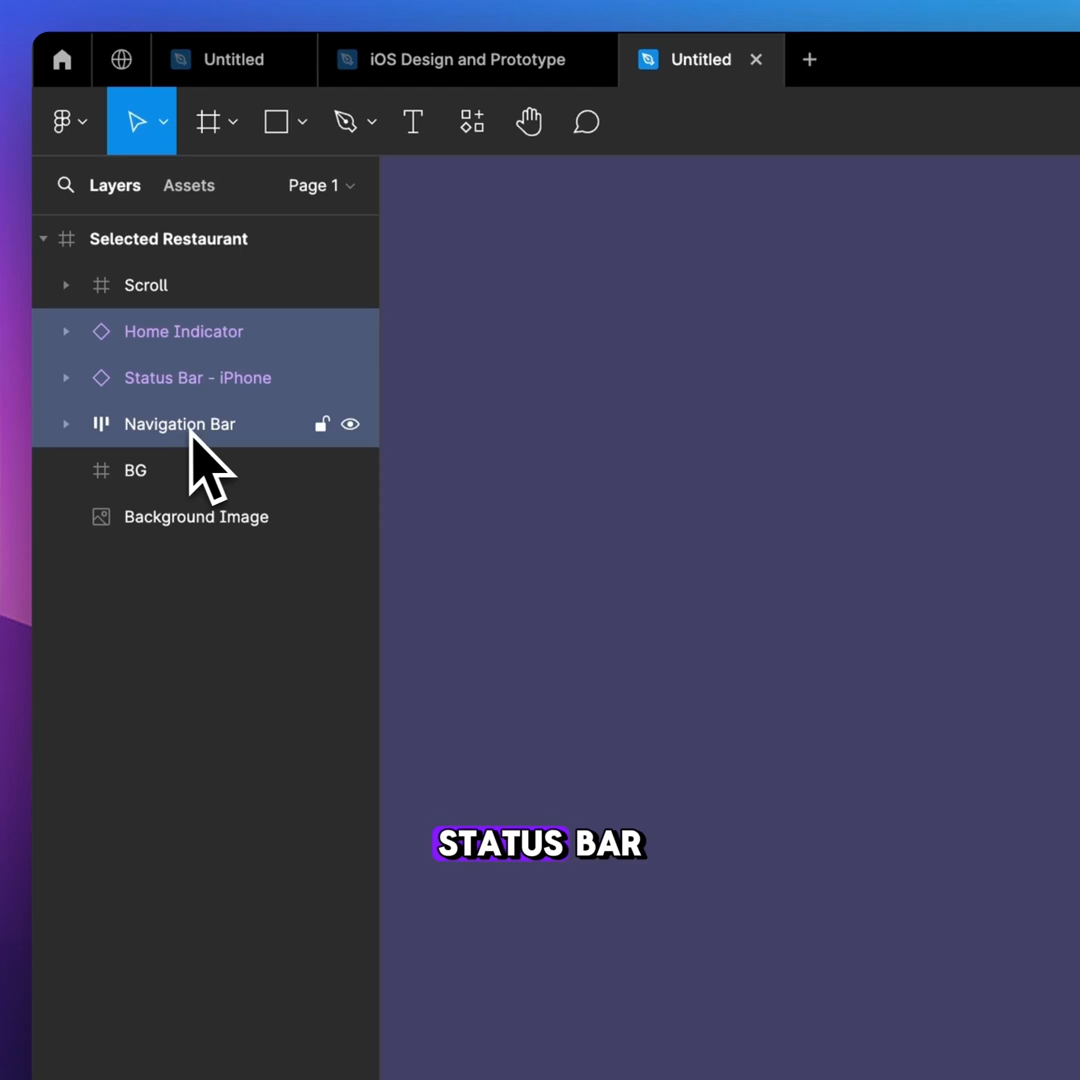 Untitled
iOS Design and Prototype
Untitled
Layers
Assets
Page 1
Selected Restaurant
Scroll
Home Indicator
Status Bar - iPhone
Navigation Bar
BG
Background Image
STATUS BAR